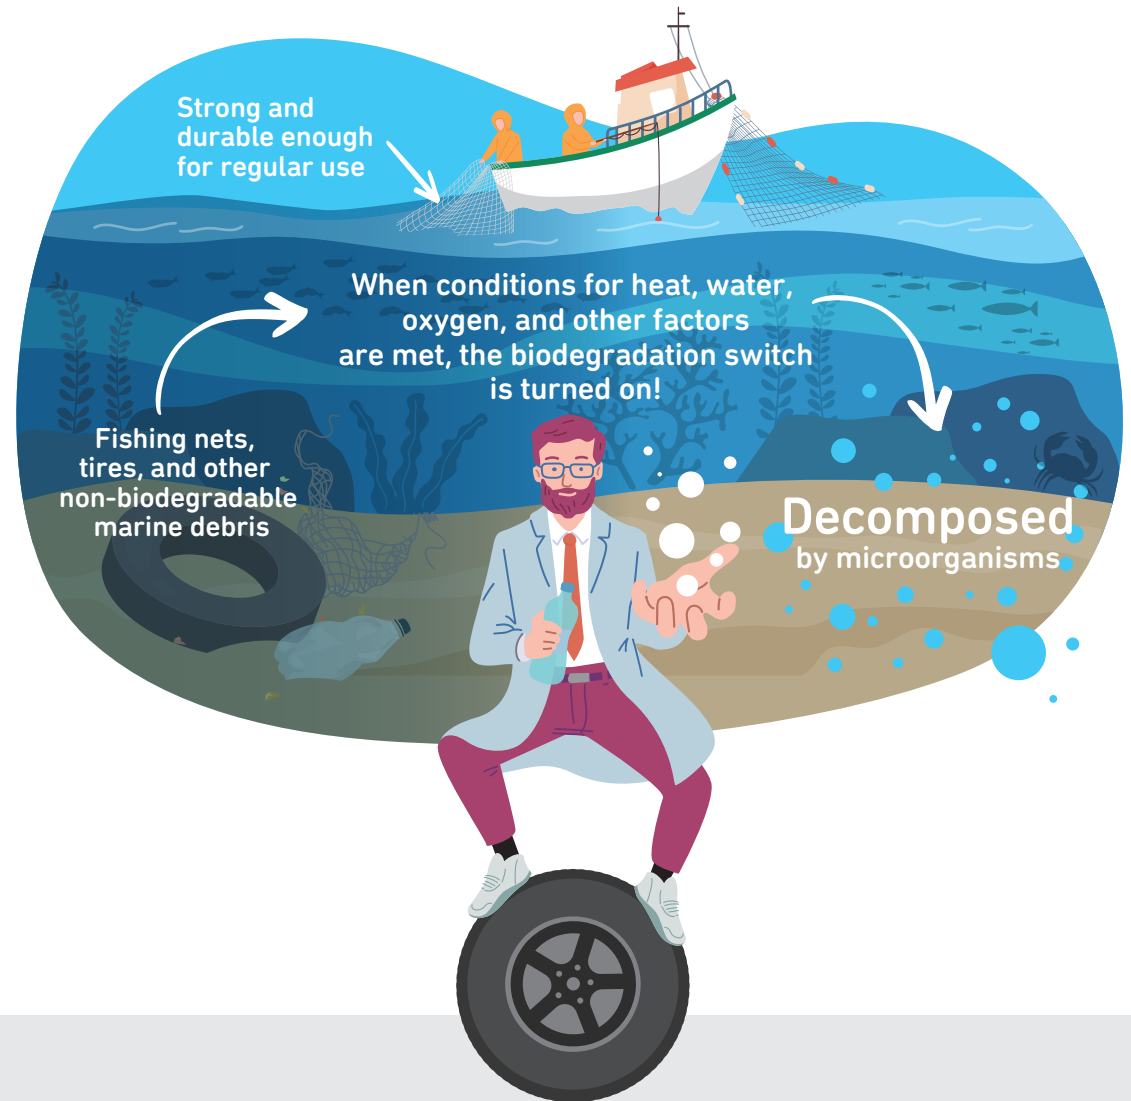 Strong and
durable enough
for regular use
When conditions for heat, water,
oxygen, and other factors
are met, the biodegradation switch
is turned on!
Fishing nets,
tires, and other
non-biodegradable
marine debris
Decomposed
by microorganisms